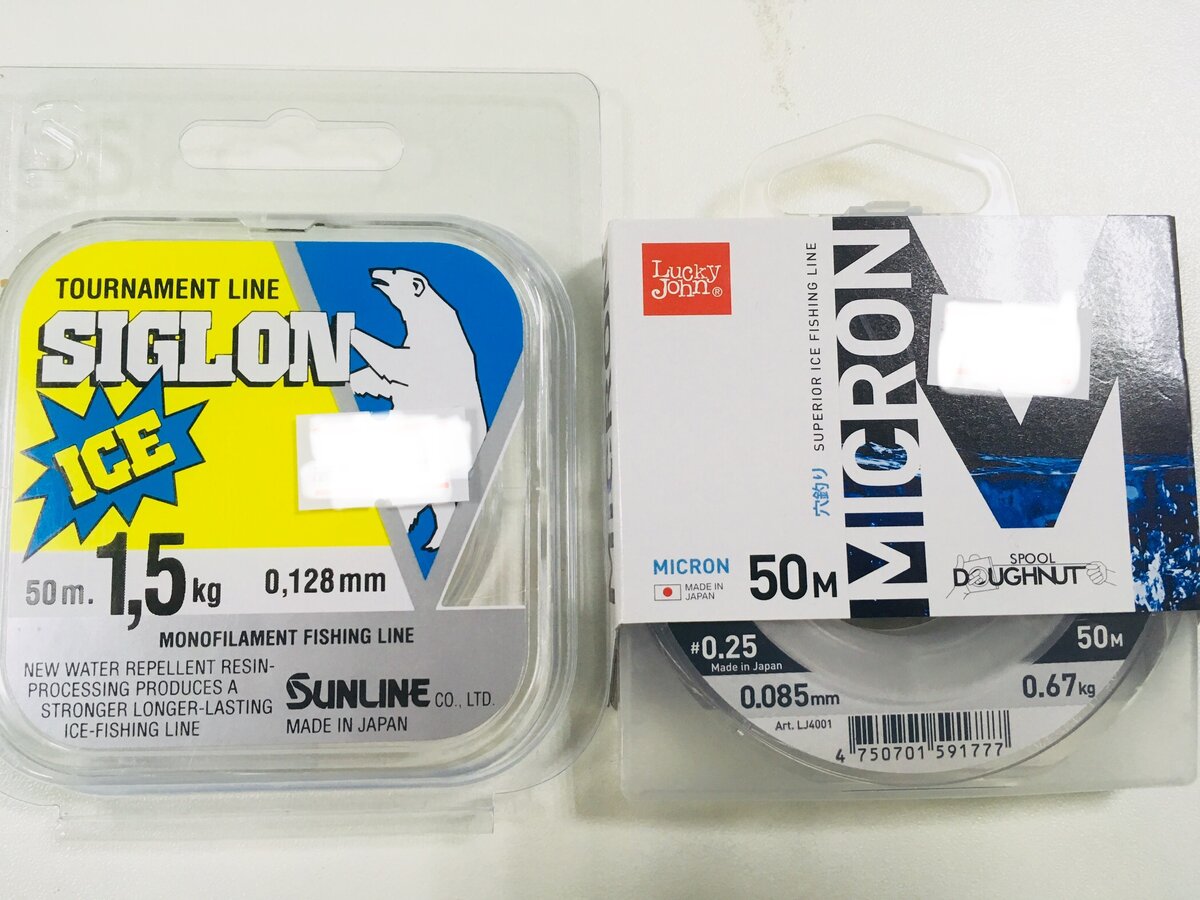 TOURNAMENT LINE
SIGLON
ICE
50m. 1,5kg 0,128mm
MONOFILAMENT FISHING LINE
NEW WATER REPELLENT RESIN-
PROCESSING PRODUCES A
STRONGER LONGER-LASTING
ICE-FISHING LINE
SUNLINE CO., LTD.
MADE IN JAPAN
Lucky
John®
穴釣り SUPERIOR ICE FISHING LINE
MICRON
MICRON
MADE IN
JAPAN
50M
SPOOL
DOUGHNUT
#0.25
Made in Japan
0.085mm
50M
0.67kg
Art. LJ4001
4 750701 591777